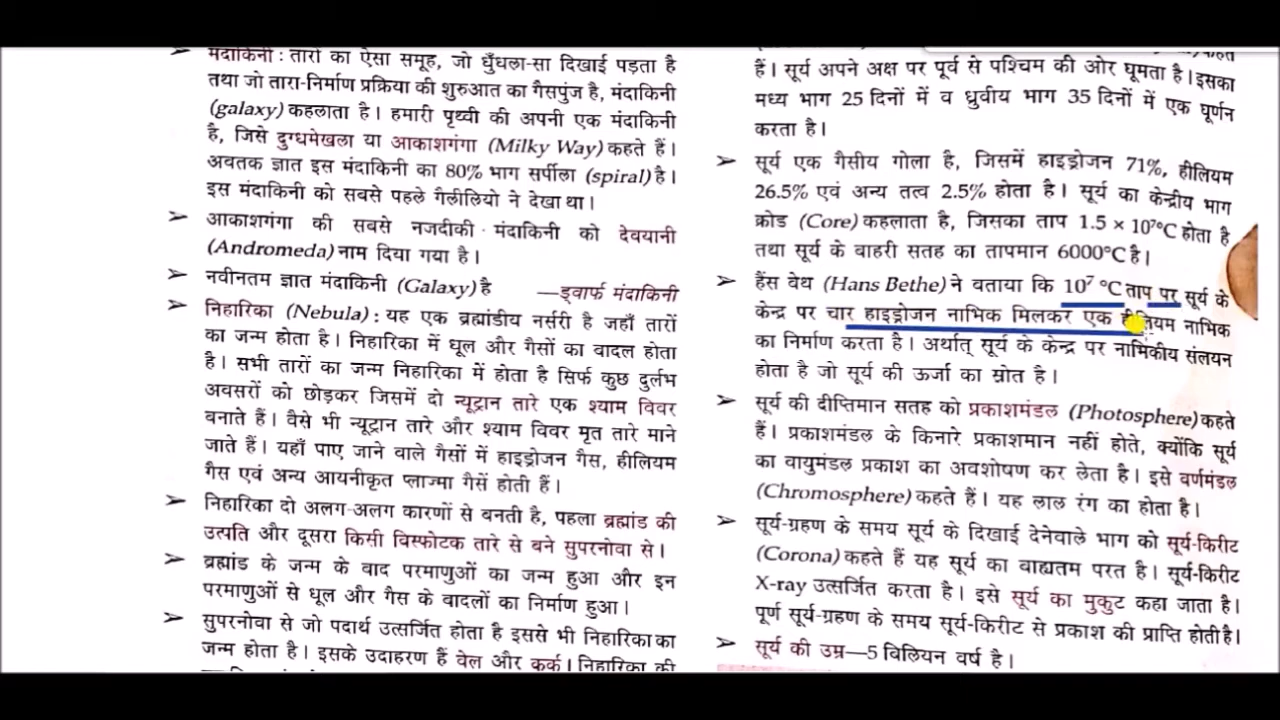 मंदाकिनी : तारों का ऐसा समूह, जो धुँधला-सा दिखाई पड़ता है
तथा जो तारा-निर्माण प्रक्रिया की शुरुआत का गैसपुंज है, मंदाकिनी
(galaxy) कहलाता है। हमारी पृथ्वी की अपनी एक मंदाकिनी
है, जिसे दुग्धमेखला या आकाशगंगा (Milky Way) कहते हैं।
अबतक ज्ञात इस मंदाकिनी का 80% भाग सर्पीला (spiral) है।
इस मंदाकिनी को सबसे पहले गैलीलियो ने देखा था।
➢ आकाशगंगा की सबसे नजदीकी मंदाकिनी को देवयानी
(Andromeda) नाम दिया गया है।
➢ नवीनतम ज्ञात मंदाकिनी (Galaxy) है —ड्वार्फ मंदाकिनी
➢ निहारिका (Nebula) : यह एक ब्रह्मांडीय नर्सरी है जहाँ तारों
का जन्म होता है। निहारिका में धूल और गैसों का बादल होता
है। सभी तारों का जन्म निहारिका में होता है सिर्फ कुछ दुर्लभ
अवसरों को छोड़कर जिसमें दो न्यूट्रान तारे एक श्याम विवर
बनाते हैं। वैसे भी न्यूट्रान तारे और श्याम विवर मृत तारे माने
जाते हैं। यहाँ पाए जाने वाले गैसों में हाइड्रोजन गैस, हीलियम
गैस एवं अन्य आयनीकृत प्लाज्मा गैसें होती हैं।
➢ निहारिका दो अलग-अलग कारणों से बनती है, पहला ब्रह्मांड की
उत्पति और दूसरा किसी विस्फोटक तारे से बने सुपरनोवा से।
➢ ब्रह्मांड के जन्म के वाद परमाणुओं का जन्म हुआ और इन
परमाणुओं से धूल और गैस के वादलों का निर्माण हुआ।
➢ सुपरनोवा से जो पदार्थ उत्सर्जित होता है इससे भी निहारिका का
जन्म होता है। इसके उदाहरण हैं वेल और कर्क। निहारिका की
कहते
हैं। सूर्य अपने अक्ष पर पूर्व से पश्चिम की ओर घूमता है। इसका
मध्य भाग 25 दिनों में व ध्रुवीय भाग 35 दिनों में एक घूर्णन
करता है।
➢ सूर्य एक गैसीय गोला है, जिसमें हाइड्रोजन 71%, हीलियम
26.5% एवं अन्य तत्व 2.5% होता है। सूर्य का केन्द्रीय भाग
क्रोड (Core) कहलाता है, जिसका ताप 1.5 × 10⁷°C होता है
तथा सूर्य के वाहरी सतह का तापमान 6000°C है।
➢ हैंस वेथ (Hans Bethe) ने वताया कि 10⁷ °C ताप पर सूर्य के
केन्द्र पर चार हाइड्रोजन नाभिक मिलकर एक हीलियम नाभिक
का निर्माण करता है। अर्थात् सूर्य के केन्द्र पर नाभिकीय संलयन
होता है जो सूर्य की ऊर्जा का स्रोत है।
➢ सूर्य की दीप्तिमान सतह को प्रकाशमंडल (Photosphere) कहते
हैं। प्रकाशमंडल के किनारे प्रकाशमान नहीं होते, क्योंकि सूर्य
का वायुमंडल प्रकाश का अवशोषण कर लेता है। इसे वर्णमंडल
(Chromosphere) कहते हैं। यह लाल रंग का होता है।
➢ सूर्य-ग्रहण के समय सूर्य के दिखाई देनेवाले भाग को सूर्य-किरीट
(Corona) कहते हैं यह सूर्य का वाह्यतम परत है। सूर्य-किरीट
X-ray उत्सर्जित करता है। इसे सूर्य का मुकुट कहा जाता है।
पूर्ण सूर्य-ग्रहण के समय सूर्य-किरीट से प्रकाश की प्राप्ति होती है।
➢ सूर्य की उम्र—5 विलियन वर्ष है।